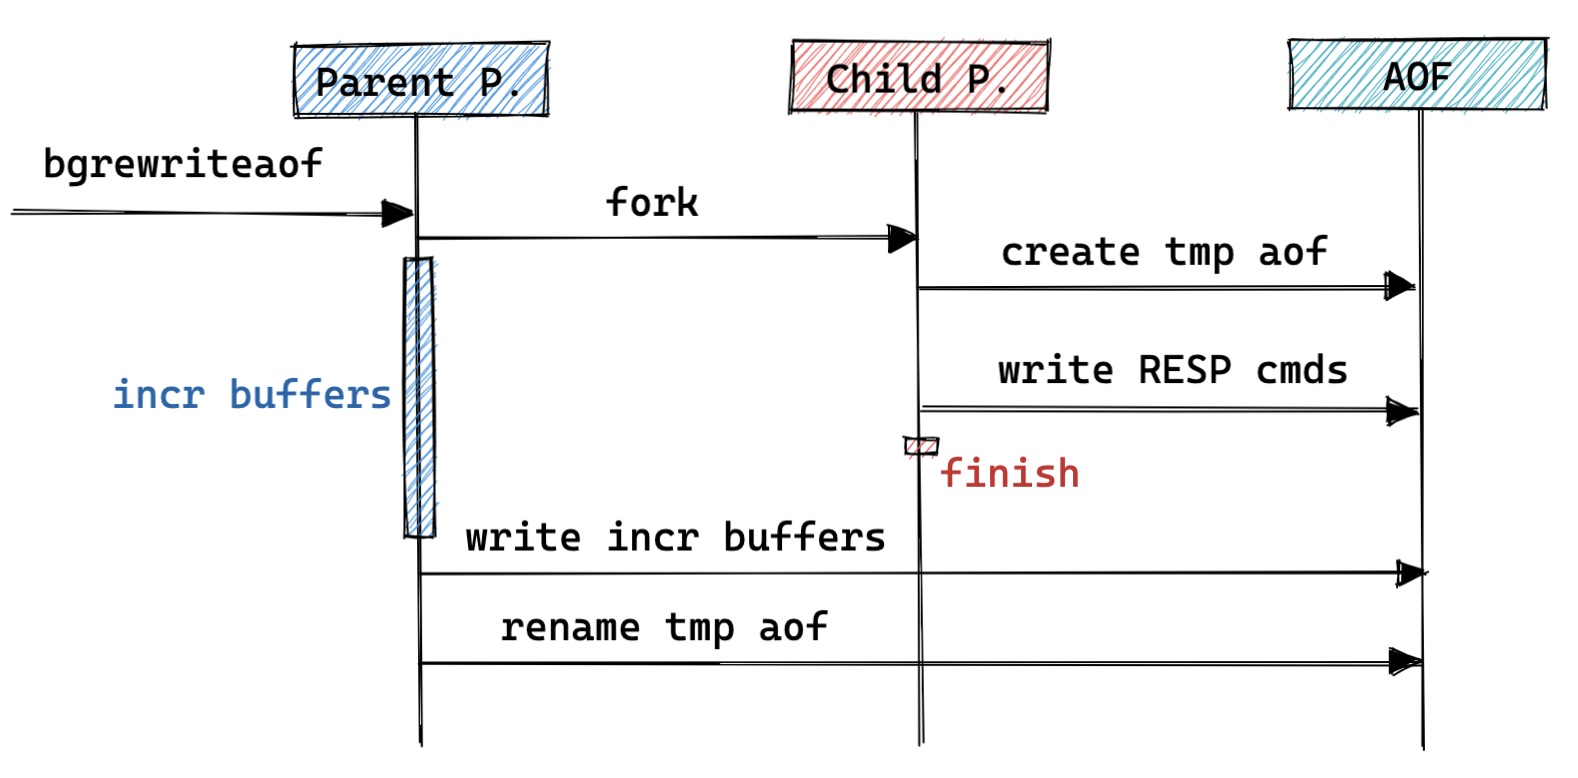 Parent P.
Child P.
AOF
bgrewriteaof
fork
create tmp aof
write RESP cmds
incr buffers
finish
write incr buffers
rename tmp aof